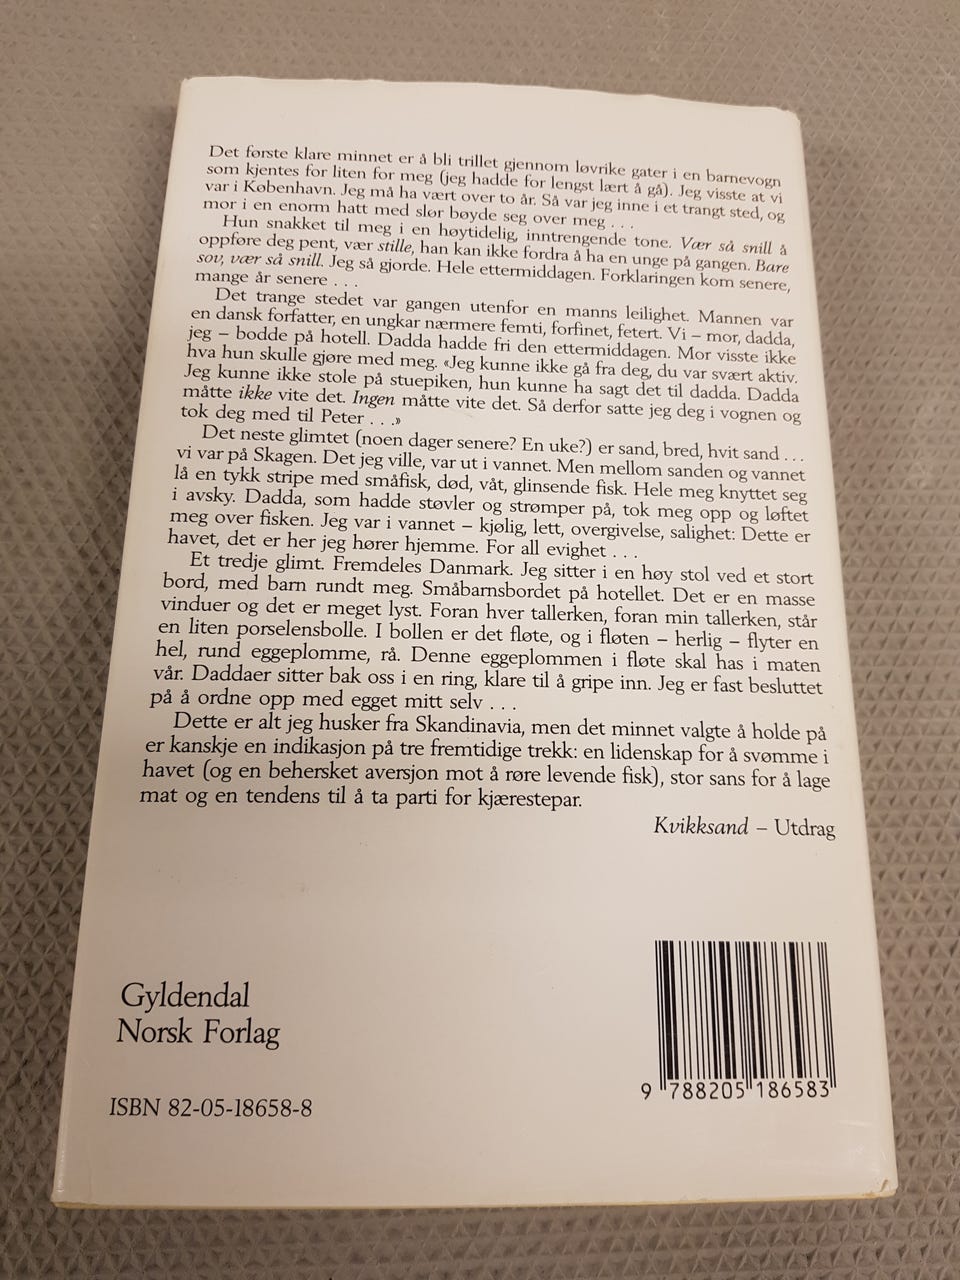 Det første klare minnet er å bli trillet gjennom løvrike gater i en barnevogn
som kjentes for liten for meg (jeg hadde for lengst lært å gå). Jeg visste at vi
var i København. Jeg må ha vært over to år. Så var jeg inne i et trangt sted, og
mor i en enorm hatt med slør bøyde seg over meg . . .
Hun snakket til meg i en høytidelig, inntrengende tone. Vær så snill å
oppføre deg pent, vær stille, han kan ikke fordra å ha en unge på gangen. Bare
sov, vær så snill. Jeg så gjorde. Hele ettermiddagen. Forklaringen kom senere,
mange år senere . . .
Det trange stedet var gangen utenfor en manns leilighet. Mannen var
en dansk forfatter, en ungkar nærmere femti, forfinet, fetert. Vi – mor, dadda,
jeg – bodde på hotell. Dadda hadde fri den ettermiddagen. Mor visste ikke
hva hun skulle gjøre med meg. «Jeg kunne ikke gå fra deg, du var svært aktiv.
Jeg kunne ikke stole på stuepiken, hun kunne ha sagt det til dadda. Dadda
måtte ikke vite det. Ingen måtte vite det. Så derfor satte jeg deg i vognen og
tok deg med til Peter . . .»
Det neste glimtet (noen dager senere? En uke?) er sand, bred, hvit sand . . .
vi var på Skagen. Det jeg ville, var ut i vannet. Men mellom sanden og vannet
lå en tykk stripe med småfisk, død, våt, glinsende fisk. Hele meg knyttet seg
i avsky. Dadda, som hadde støvler og strømper på, tok meg opp og løftet
meg over fisken. Jeg var i vannet – kjølig, lett, overgivelse, salighet: Dette er
havet, det er her jeg hører hjemme. For all evighet . . .
Et tredje glimt. Fremdeles Danmark. Jeg sitter i en høy stol ved et stort
bord, med barn rundt meg. Småbarnsbordet på hotellet. Det er en masse
vinduer og det er meget lyst. Foran hver tallerken, foran min tallerken, står
en liten porselensbolle. I bollen er det fløte, og i fløten – herlig – flyter en
hel, rund eggeplomme, rå. Denne eggeplommen i fløte skal has i maten
vår. Daddaer sitter bak oss i en ring, klare til å gripe inn. Jeg er fast besluttet
på å ordne opp med egget mitt selv . . .
Dette er alt jeg husker fra Skandinavia, men det minnet valgte å holde på
er kanskje en indikasjon på tre fremtidige trekk: en lidenskap for å svømme i
havet (og en behersket aversjon mot å røre levende fisk), stor sans for å lage
mat og en tendens til å ta parti for kjærestepar.
Kvikksand – Utdrag
Gyldendal
Norsk Forlag
ISBN 82-05-18658-8
9 788205 186583